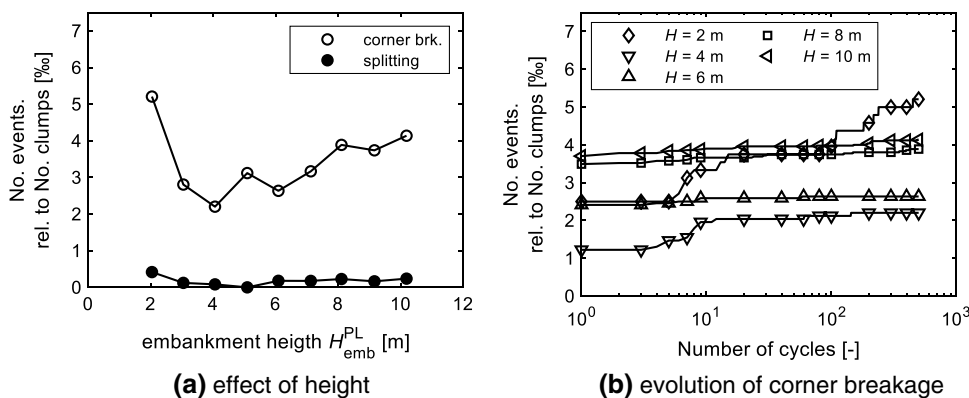 7
6
5
4
3
2
1
0
No. events.
rel. to No. clumps [‰]
corner brk.
splitting
0 2 4 6 8 10 12
embankment heigth H_emb^PL [m]
(a) effect of height
7
6
5
4
3
2
1
0
No. events.
rel. to No. clumps [‰]
H = 2 m
H = 4 m
H = 6 m
H = 8 m
H = 10 m
10^0 10^1 10^2 10^3
Number of cycles [-]
(b) evolution of corner breakage